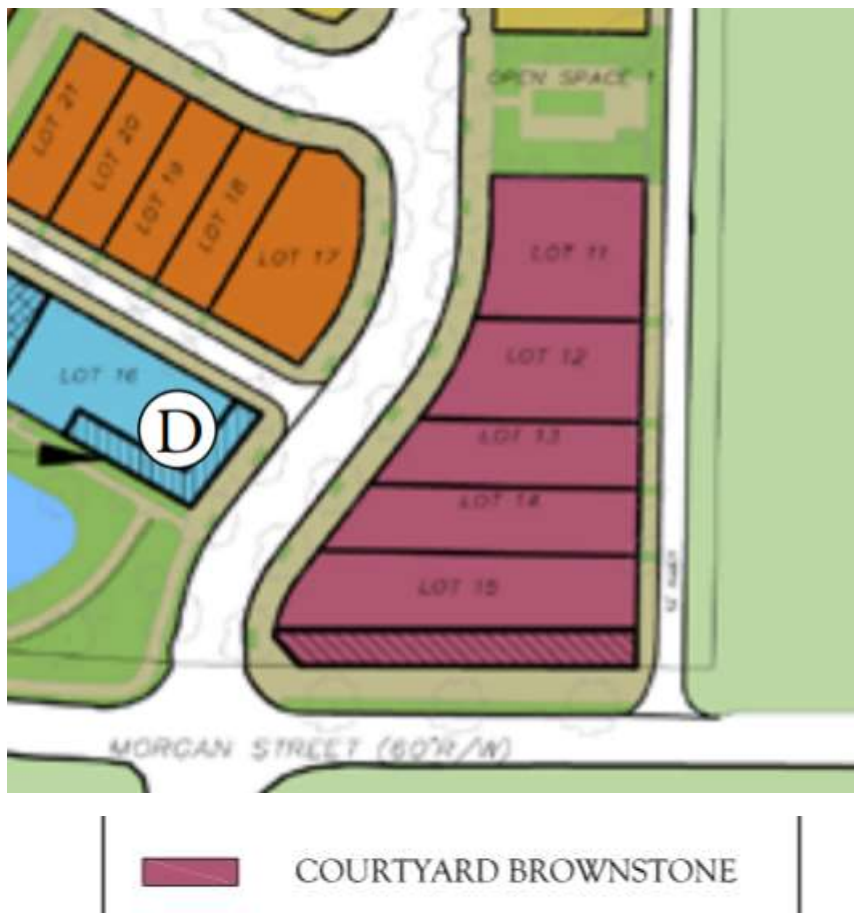 OPEN SPACE 1
LOT 21
LOT 20
LOT 19
LOT 18
LOT 17
LOT 11
LOT 12
LOT 16
D
LOT 13
LOT 14
LOT 15
MORGAN STREET (60'R/W)
COURTYARD BROWNSTONE